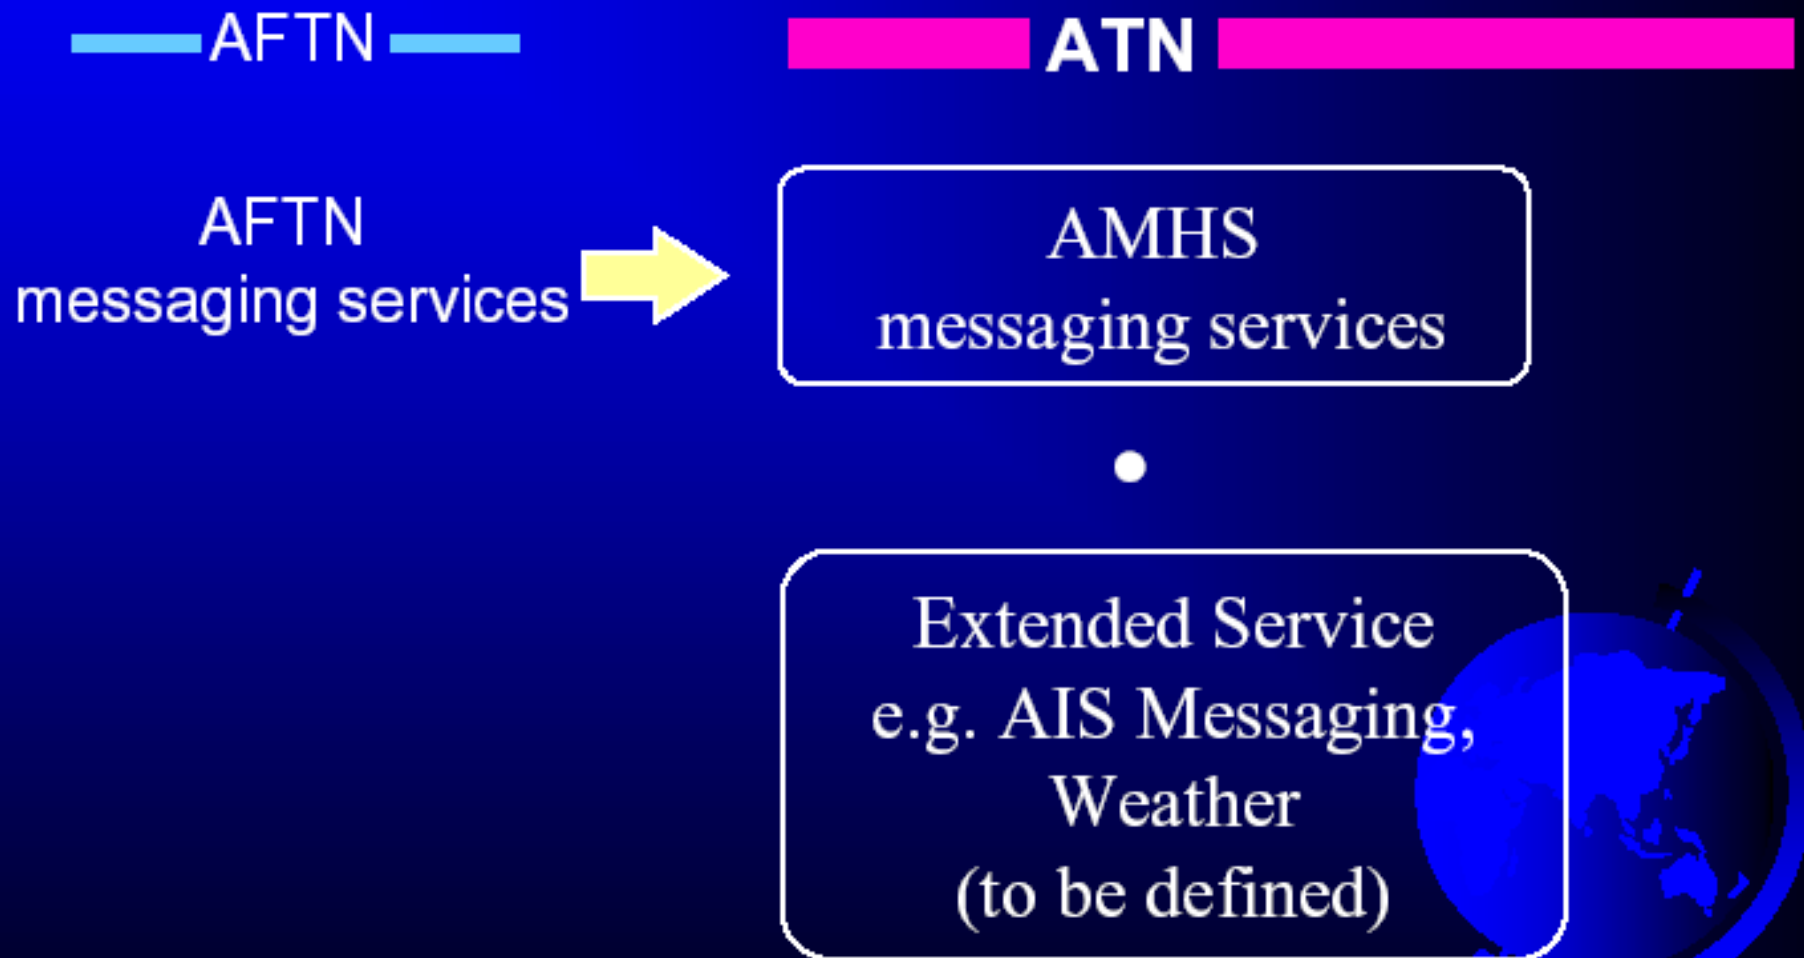 AFTN
ATN
AFTN
messaging services
AMHS
messaging services
Extended Service
e.g. AIS Messaging,
Weather
(to be defined)